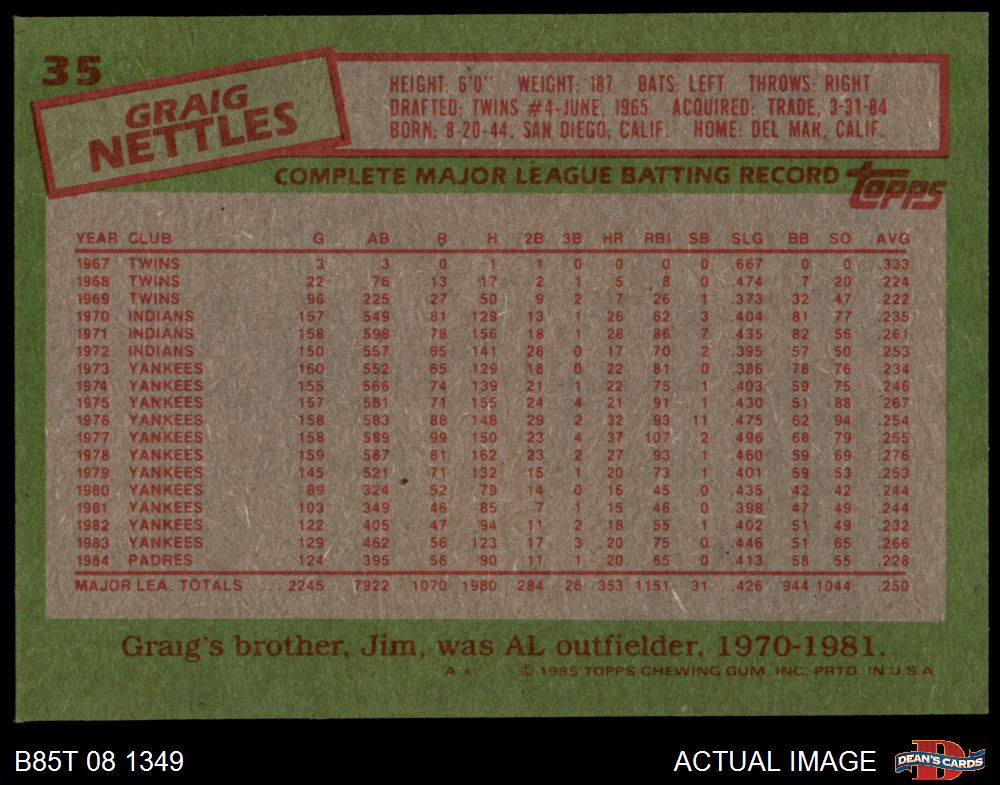 35
GRAIG
NETTLES
HEIGHT: 6'0" WEIGHT: 187 BATS: LEFT THROWS: RIGHT
DRAFTED: TWINS #4-JUNE, 1965 ACQUIRED: TRADE, 3-31-84
BORN: 8-20-44, SAN DIEGO, CALIF. HOME: DEL MAR, CALIF.
COMPLETE MAJOR LEAGUE BATTING RECORD topps
YEAR CLUB G AB R H 2B 3B HR RBI SB SLG BB SO AVG
1967 TWINS 3 3 0 1 1 0 0 0 0 .667 0 0 .333
1968 TWINS 22 76 13 17 2 1 5 8 0 .474 7 20 .224
1969 TWINS 96 225 27 50 9 2 7 26 1 .373 32 47 .222
1970 INDIANS 157 549 81 129 13 1 26 62 3 .404 81 77 .235
1971 INDIANS 158 598 78 156 18 1 28 86 7 .435 82 56 .261
1972 INDIANS 150 557 65 141 28 0 17 70 2 .395 57 50 .253
1973 YANKEES 160 552 65 129 18 0 22 81 0 .386 78 76 .234
1974 YANKEES 155 566 74 139 21 1 22 75 1 .403 59 75 .246
1975 YANKEES 157 581 71 155 24 4 21 91 1 .430 51 88 .267
1976 YANKEES 158 583 88 148 29 2 32 93 11 .475 62 94 .254
1977 YANKEES 158 589 99 150 23 4 37 107 2 .496 68 79 .255
1978 YANKEES 159 587 81 162 23 2 27 93 1 .460 59 69 .276
1979 YANKEES 145 521 71 132 15 1 20 73 1 .401 59 53 .253
1980 YANKEES 89 324 52 79 14 0 16 45 0 .435 42 42 .244
1981 YANKEES 103 349 46 85 7 1 15 46 0 .398 47 49 .244
1982 YANKEES 122 405 47 94 11 2 18 55 1 .402 51 49 .232
1983 YANKEES 129 462 56 123 17 3 20 75 0 .446 51 65 .266
1984 PADRES 124 395 56 90 11 1 20 65 0 .413 58 55 .228
MAJOR LEA. TOTALS .... 2245 7922 1070 1980 284 26 353 1151 31 .426 944 1044 .250
Graig's brother, Jim, was AL outfielder, 1970-1981.
A * © 1985 TOPPS CHEWING GUM, INC. PRTD. IN U.S.A.
B85T 08 1349 ACTUAL IMAGE DEAN'S CARDS